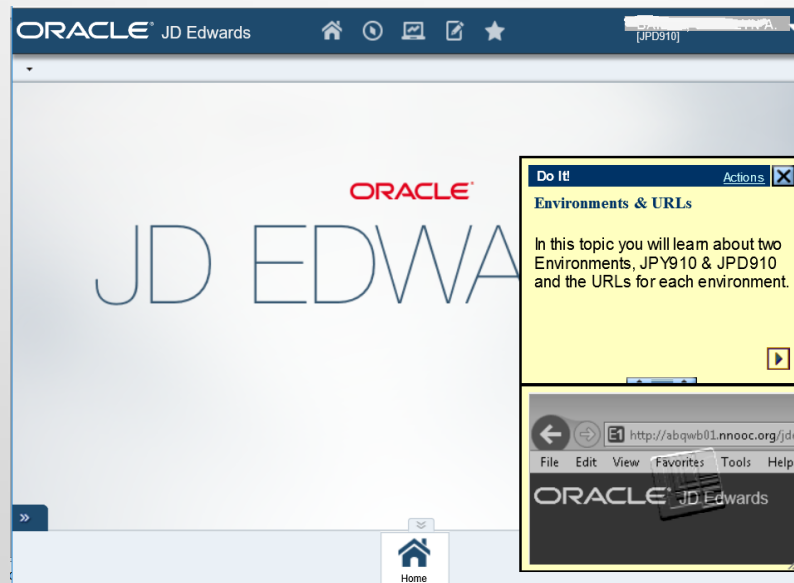 ORACLE® JD Edwards
[JPD910]
ORACLE®
JD EDWA
Do It!
Actions
Environments & URLs
In this topic you will learn about two
Environments, JPY910 & JPD910
and the URLs for each environment.
E1 http://abqwb01.nnooc.org/jde
File Edit View Favorites Tools Help
ORACLE® JD Edwards
Home